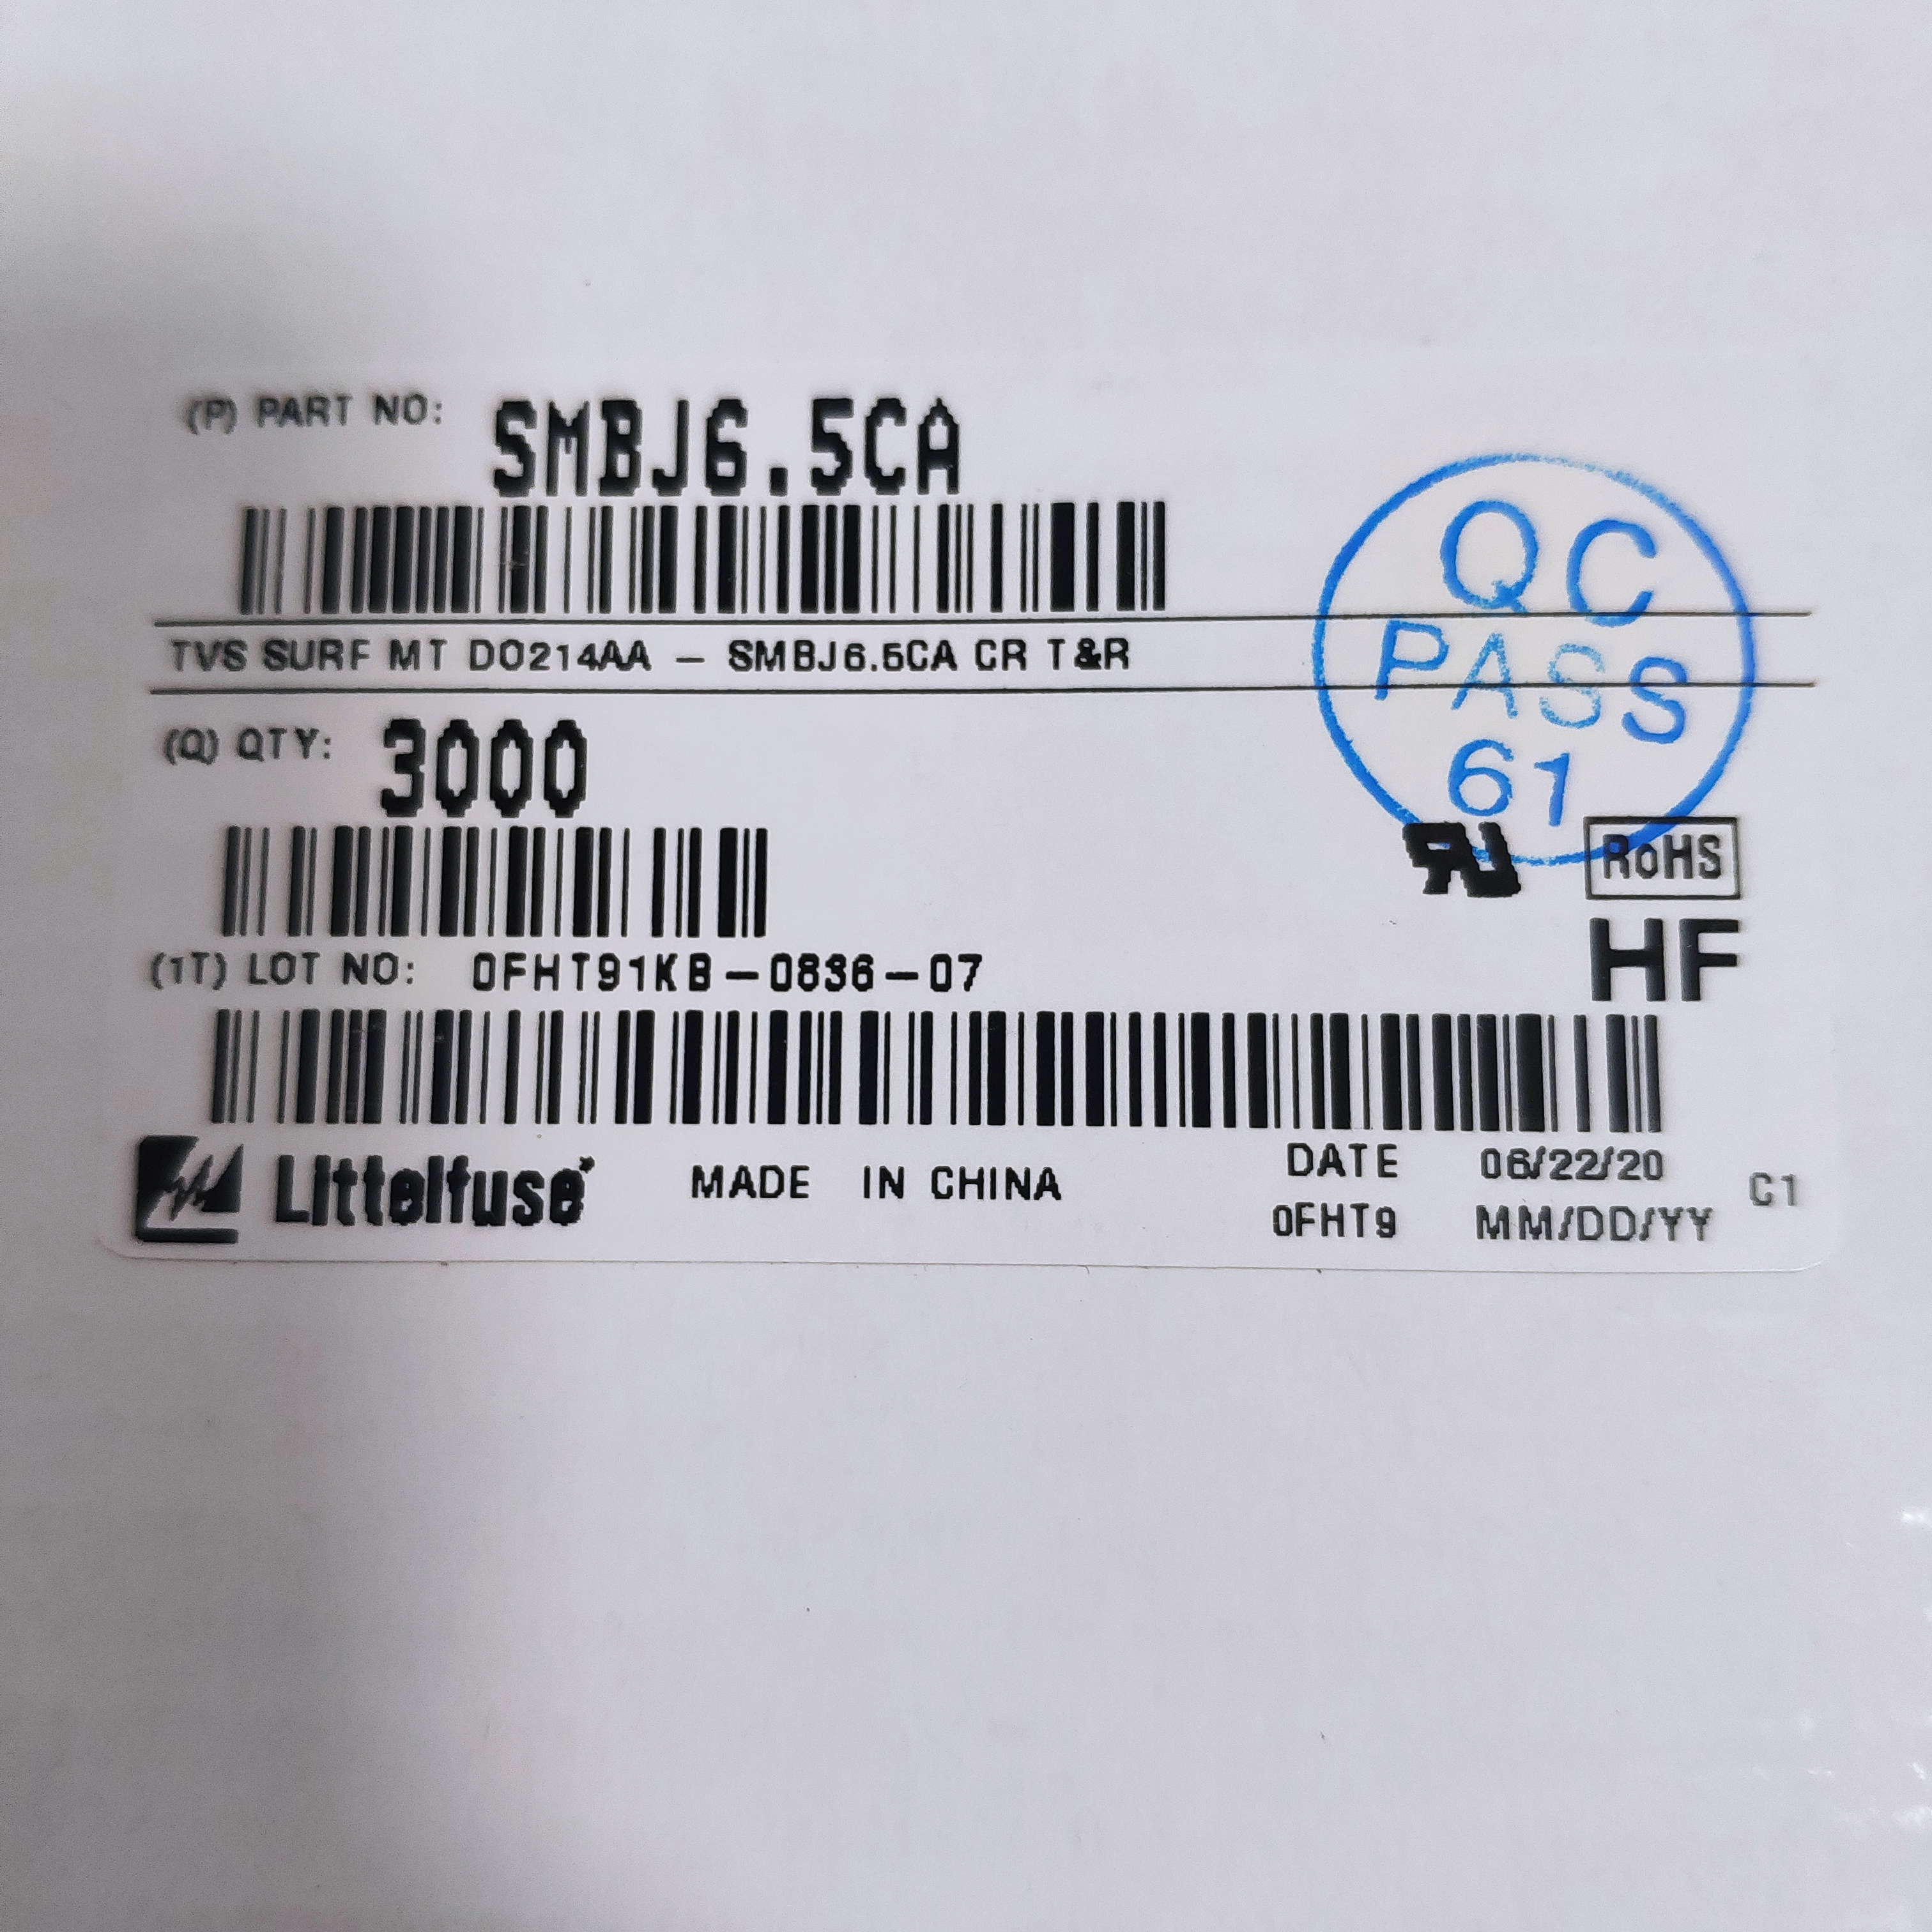 (P) PART NO: SMBJ6.5CA
TVS SURF MT DO214AA – SMBJ6.5CA CR T&R
QC
PASS
61
(Q) QTY: 3000
RU
RoHS
HF
(1T) LOT NO: 0FHT91KB–0836–07
Littelfuse MADE IN CHINA
DATE 06/22/20
0FHT9 MM/DD/YY
C1